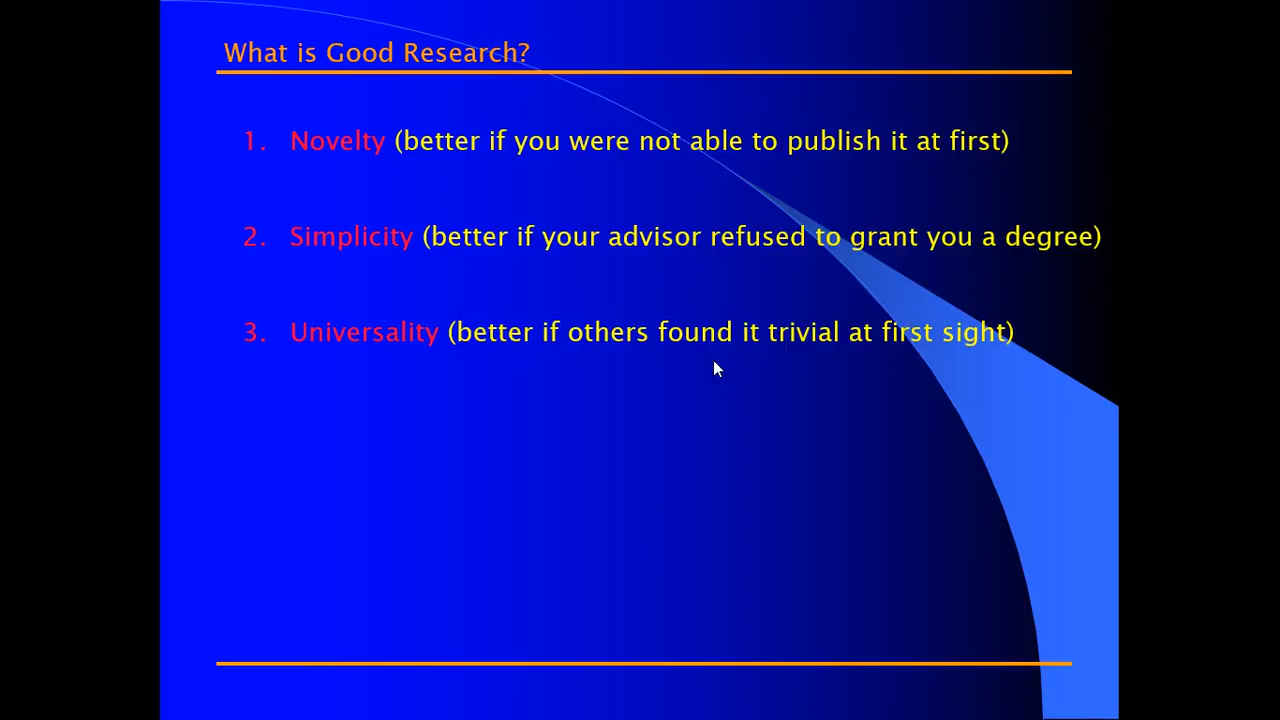 What is Good Research?
1. Novelty (better if you were not able to publish it at first)
2. Simplicity (better if your advisor refused to grant you a degree)
3. Universality (better if others found it trivial at first sight)